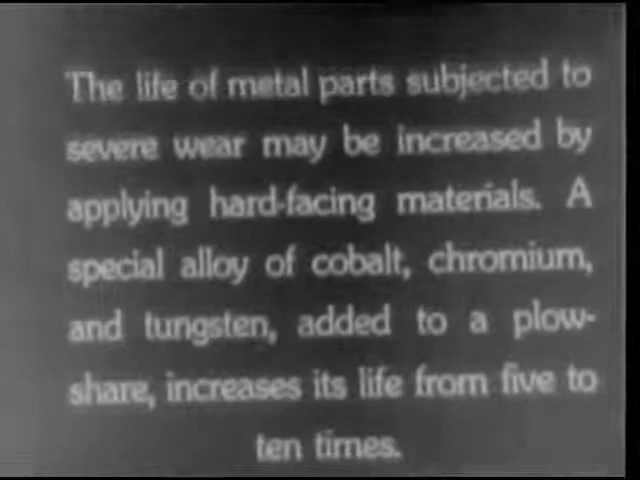 The life of metal parts subjected to
severe wear may be increased by
applying hard-facing materials. A
special alloy of cobalt, chromium,
and tungsten, added to a plow-
share, increases its life from five to
ten times.